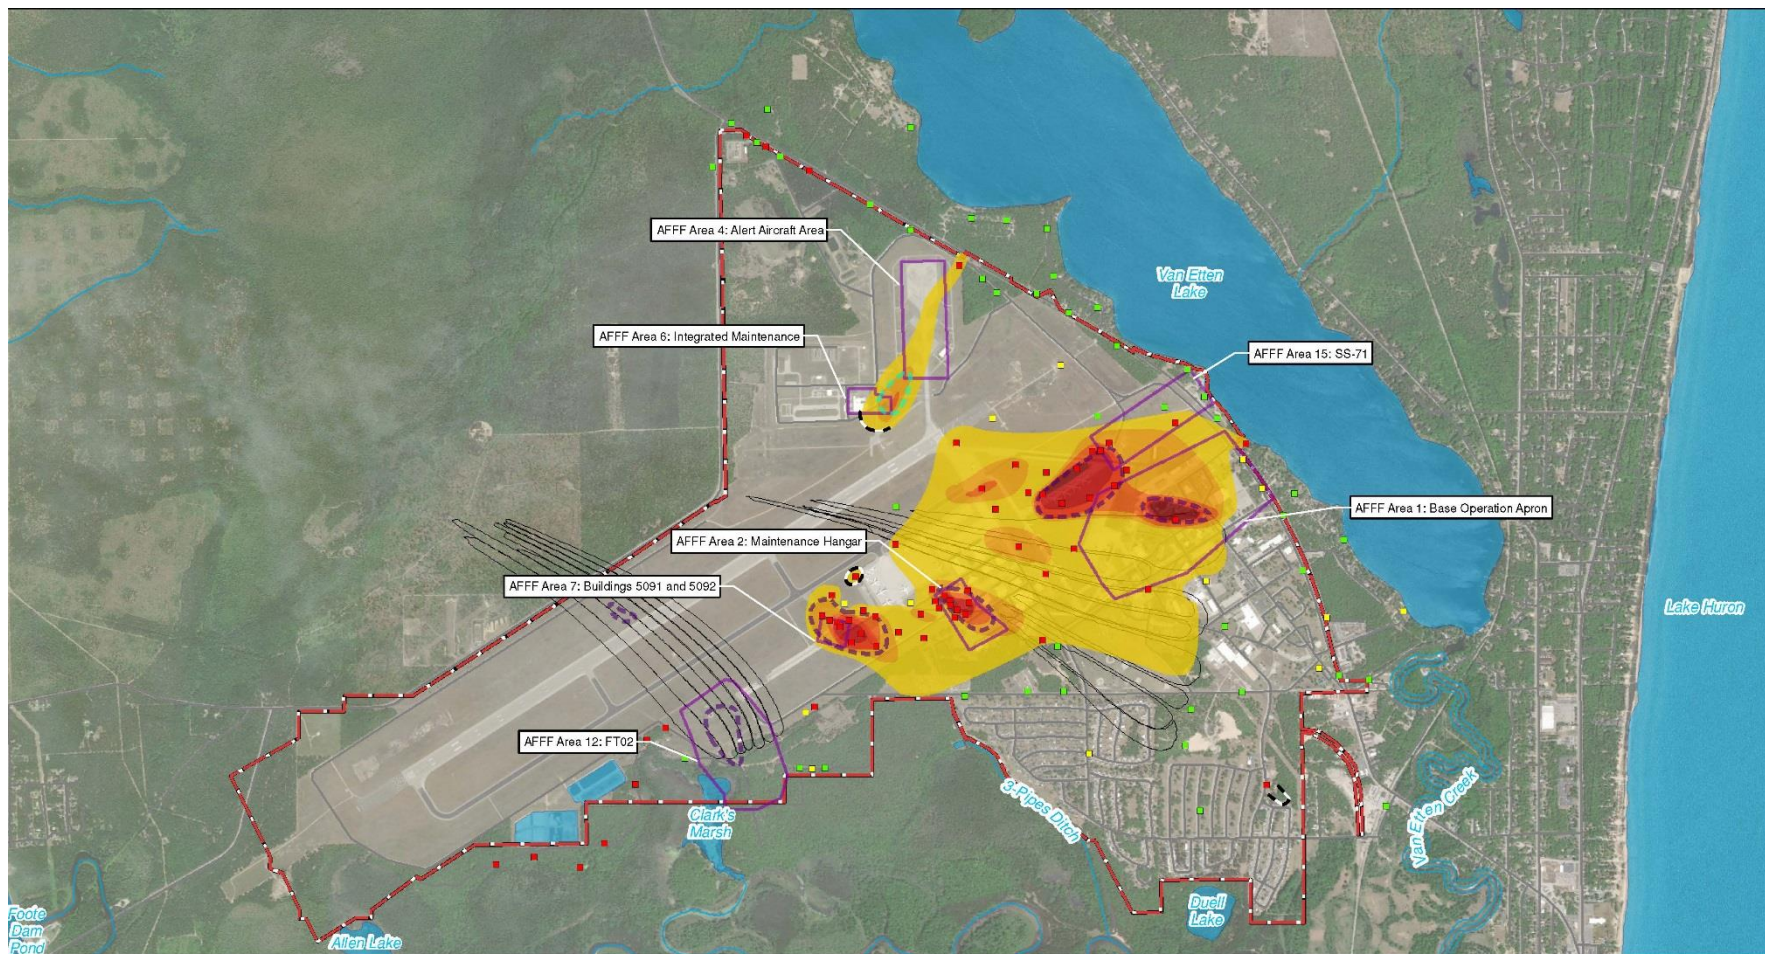 AFFF Area 4: Alert Aircraft Area
Van Etten
Lake
AFFF Area 6: Integrated Maintenance
AFFF Area 15: SS-71
AFFF Area 1: Base Operation Apron
AFFF Area 2: Maintenance Hangar
AFFF Area 7: Buildings 5091 and 5092
Lake Huron
AFFF Area 12: FT02
Clark's
Marsh
3-Pipes Ditch
Van Etten Creek
Duell
Lake
Foote
Dam
Pond
Allen Lake